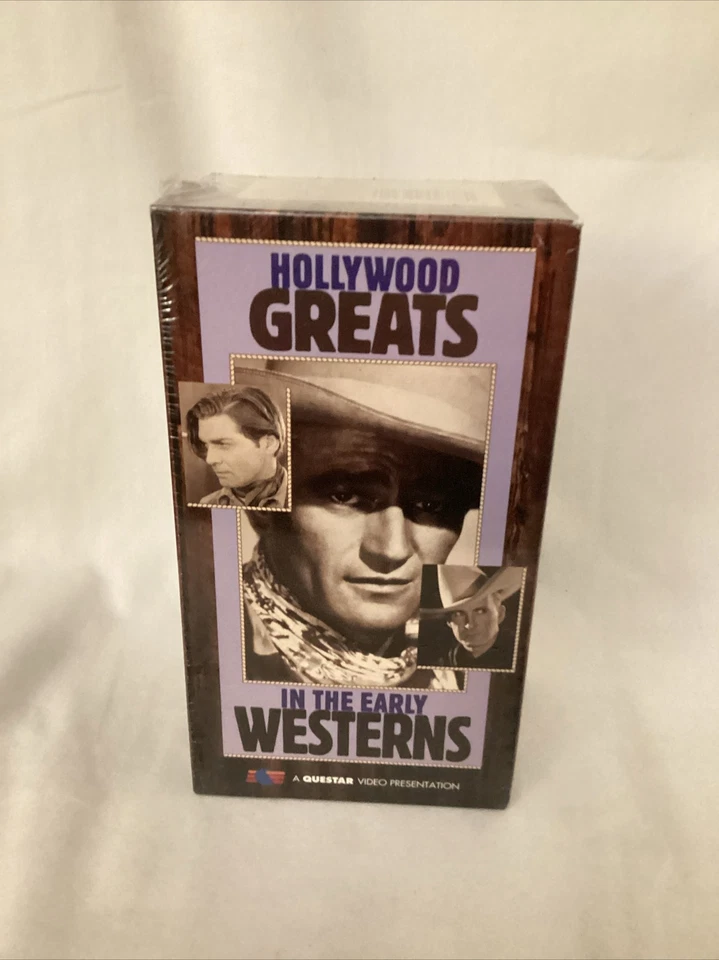 HOLLYWOOD
GREATS
IN THE EARLY
WESTERNS
A QUESTAR VIDEO PRESENTATION